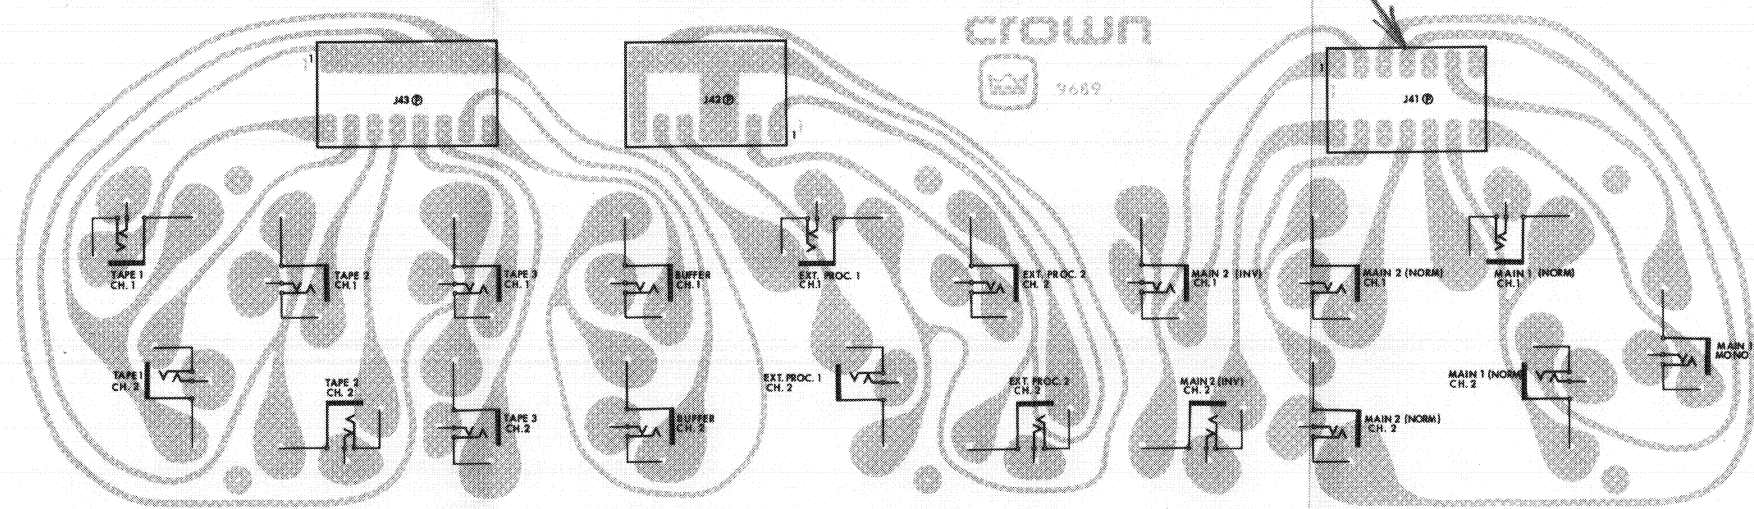 crown
9689
1
J43 Ⓟ
J42 Ⓟ
1
1
J41 Ⓟ
TAPE 1
CH. 1
TAPE 2
CH.1
TAPE 3
CH. 1
BUFFER
CH. 1
EXT. PROC. 1
CH.1
EXT. PROC. 2
CH. 2
MAIN 2 (INV)
CH. 1
MAIN 2 (NORM)
CH.1
MAIN 1 (NORM)
CH.1
MAIN 1
MONO
TAPE 1
CH. 2
TAPE 2
CH. 2
TAPE 3
CH.2
BUFFER
CH. 2
EXT. PROC. 1
CH. 2
EXT. PROC. 2
CH. 2
MAIN 2 (INV)
CH. 2
MAIN 2 (NORM)
CH. 2
MAIN 1 (NORM)
CH. 2